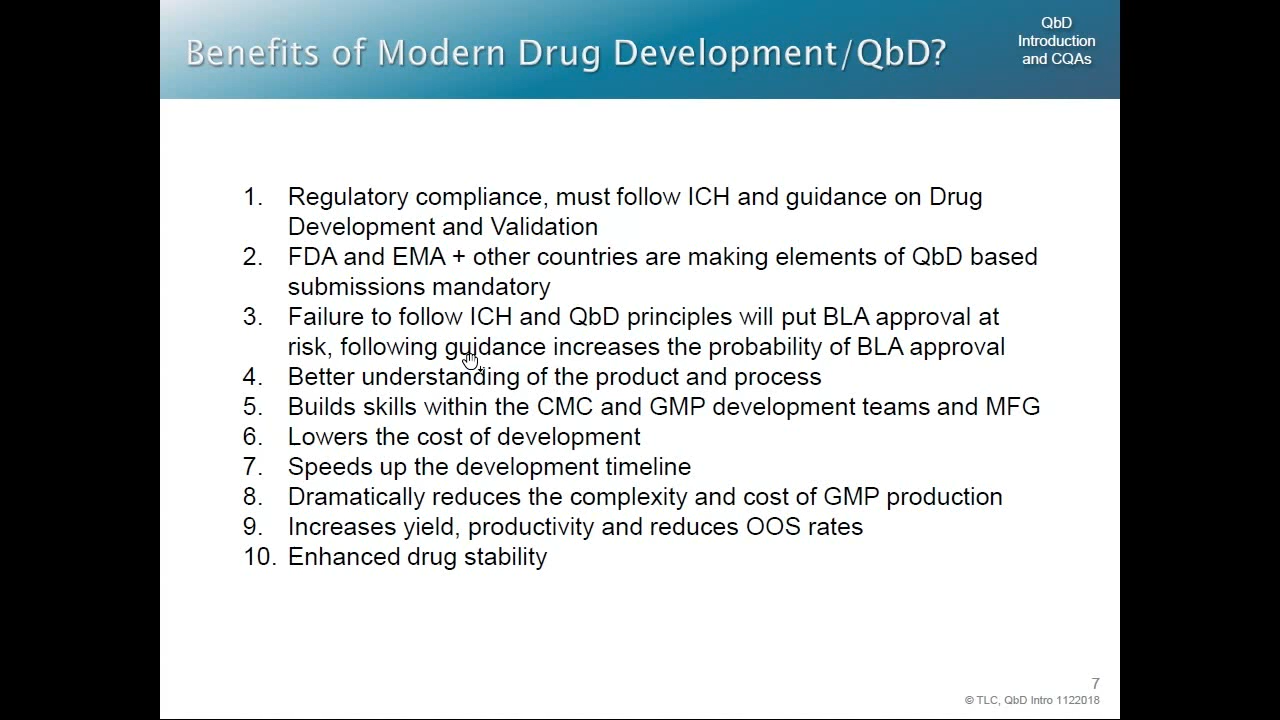 Benefits of Modern Drug Development/QbD?
QbD
Introduction
and CQAs
1. Regulatory compliance, must follow ICH and guidance on Drug
Development and Validation
2. FDA and EMA + other countries are making elements of QbD based
submissions mandatory
3. Failure to follow ICH and QbD principles will put BLA approval at
risk, following guidance increases the probability of BLA approval
4. Better understanding of the product and process
5. Builds skills within the CMC and GMP development teams and MFG
6. Lowers the cost of development
7. Speeds up the development timeline
8. Dramatically reduces the complexity and cost of GMP production
9. Increases yield, productivity and reduces OOS rates
10. Enhanced drug stability
7
© TLC, QbD Intro 1122018